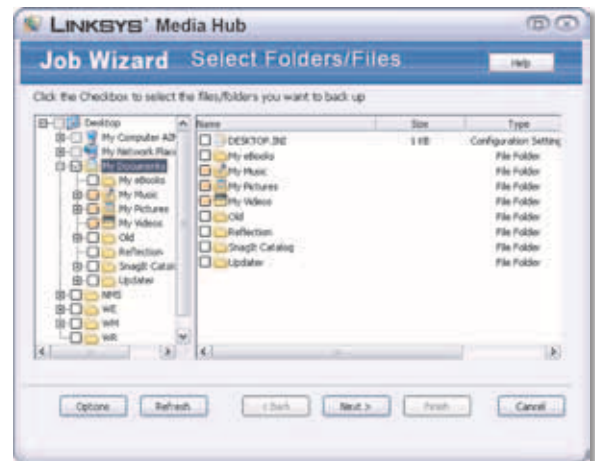 LINKSYS' Media Hub
Job Wizard Select Folders/Files Help
Click the Checkbox to select the files/folders you want to back up
Desktop
My Computer
My Network Plac
My Documents
My eBooks
My Music
My Pictures
My Videos
Old
Reflection
SnagIt Catal
Updater
NMS
WE
WM
WR
Name Size Type
DESKTOP.INI 1 KB Configuration Setting
My eBooks File Folder
My Music File Folder
My Pictures File Folder
My Videos File Folder
Old File Folder
Reflection File Folder
SnagIt Catalog File Folder
Updater File Folder
Options Refresh < Back Next > Finish Cancel